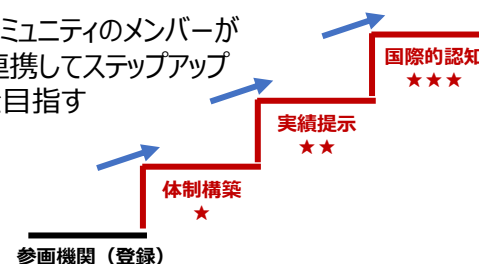 ミュニティのメンバーが
連携してステップアップ
を目指す
国際的認知
★★★
実績提示
★★
体制構築
★
参画機関（登録）